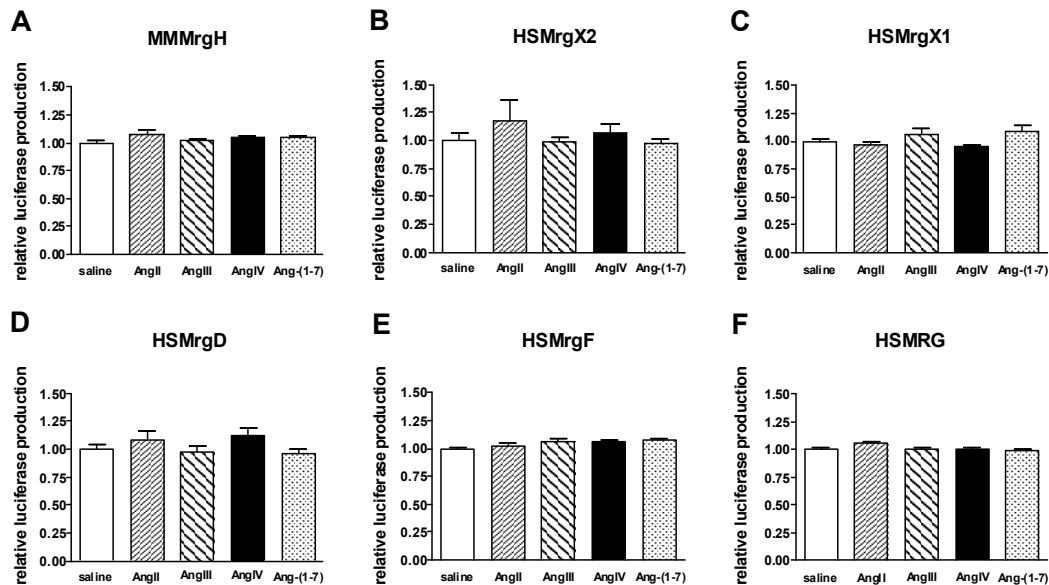 A
MMMrgH
relative luciferase production
1.50
1.25
1.00
0.75
0.50
0.25
0.00
saline AngII AngIII AngIV Ang-(1-7)
B
HSMrgX2
relative luciferase production
1.50
1.25
1.00
0.75
0.50
0.25
0.00
saline AngII AngIII AngIV Ang-(1-7)
C
HSMrgX1
relative luciferase production
1.50
1.25
1.00
0.75
0.50
0.25
0.00
saline AngII AngIII AngIV Ang-(1-7)
D
HSMrgD
relative luciferase production
1.50
1.25
1.00
0.75
0.50
0.25
0.00
saline AngII AngIII AngIV Ang-(1-7)
E
HSMrgF
relative luciferase production
1.50
1.25
1.00
0.75
0.50
0.25
0.00
saline AngII AngIII AngIV Ang-(1-7)
F
HSMRG
relative luciferase production
1.50
1.25
1.00
0.75
0.50
0.25
0.00
saline AngII AngIII AngIV Ang-(1-7)